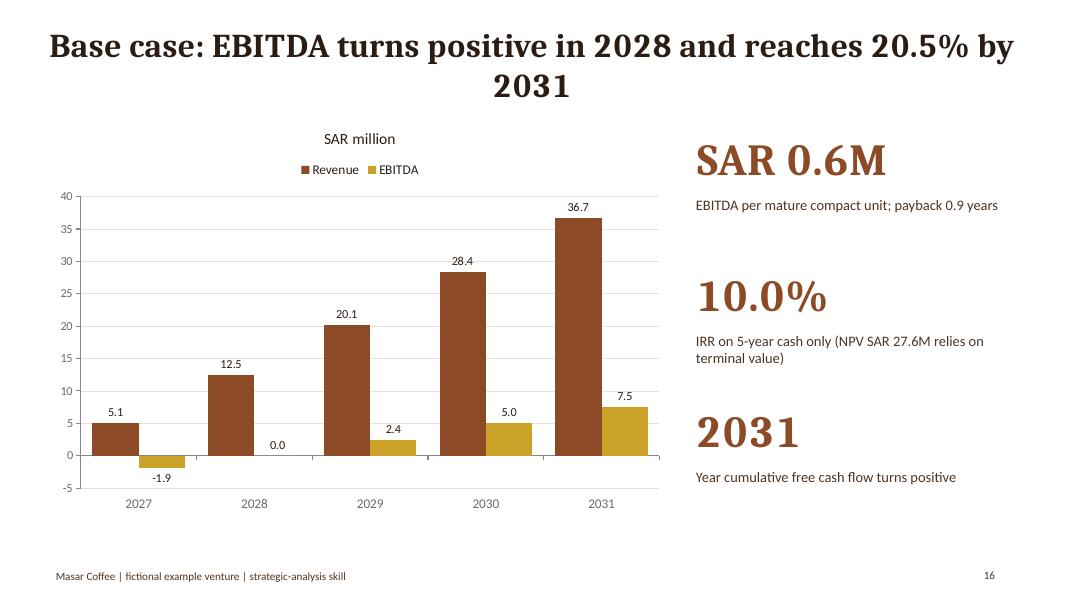 Base case: EBITDA turns positive in 2028 and reaches 20.5% by
2031
SAR million
Revenue EBITDA
40
35
30
25
20
15
10
5
0
-5
5.1
12.5
20.1
28.4
36.7
-1.9
0.0
2.4
5.0
7.5
2027 2028 2029 2030 2031
SAR 0.6M
EBITDA per mature compact unit; payback 0.9 years
10.0%
IRR on 5-year cash only (NPV SAR 27.6M relies on
terminal value)
2031
Year cumulative free cash flow turns positive
Masar Coffee | fictional example venture | strategic-analysis skill
16